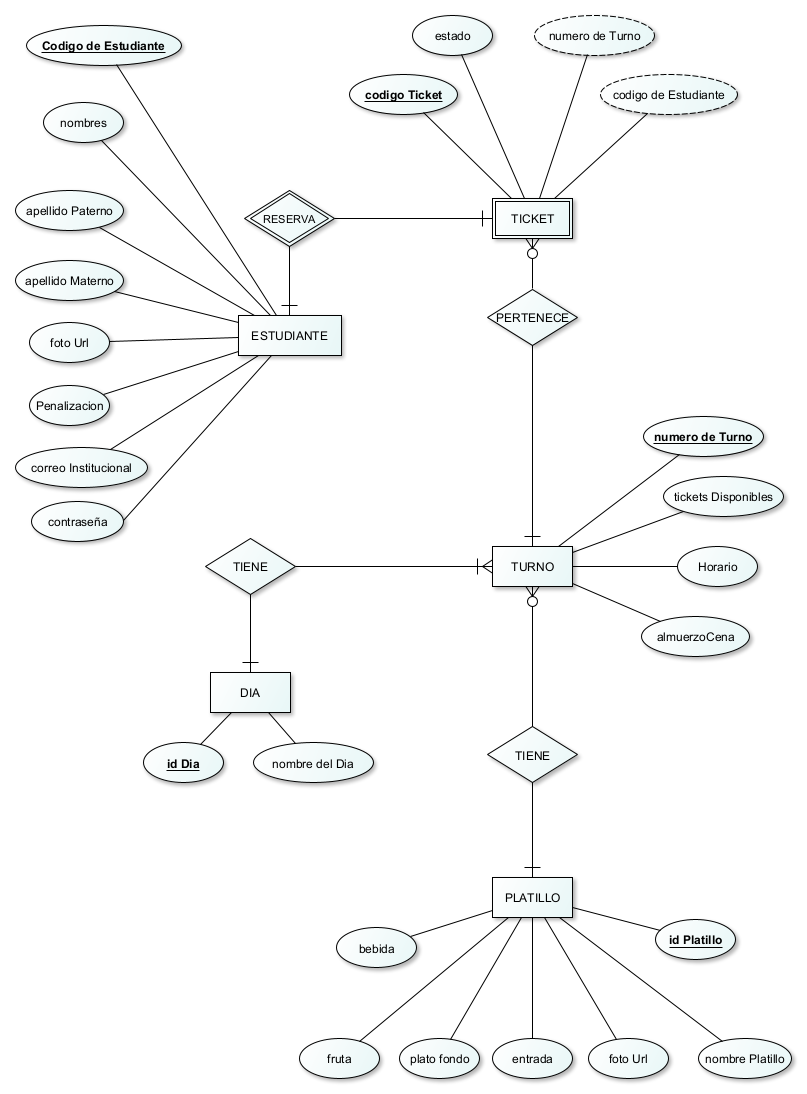 Codigo de Estudiante
estado
numero de Turno
codigo Ticket
codigo de Estudiante
nombres
apellido Paterno
RESERVA
TICKET
apellido Materno
PERTENECE
ESTUDIANTE
foto Url
Penalizacion
numero de Turno
correo Institucional
tickets Disponibles
contraseña
TIENE
TURNO
Horario
almuerzoCena
DIA
id Dia
nombre del Dia
TIENE
PLATILLO
bebida
id Platillo
fruta
plato fondo
entrada
foto Url
nombre Platillo